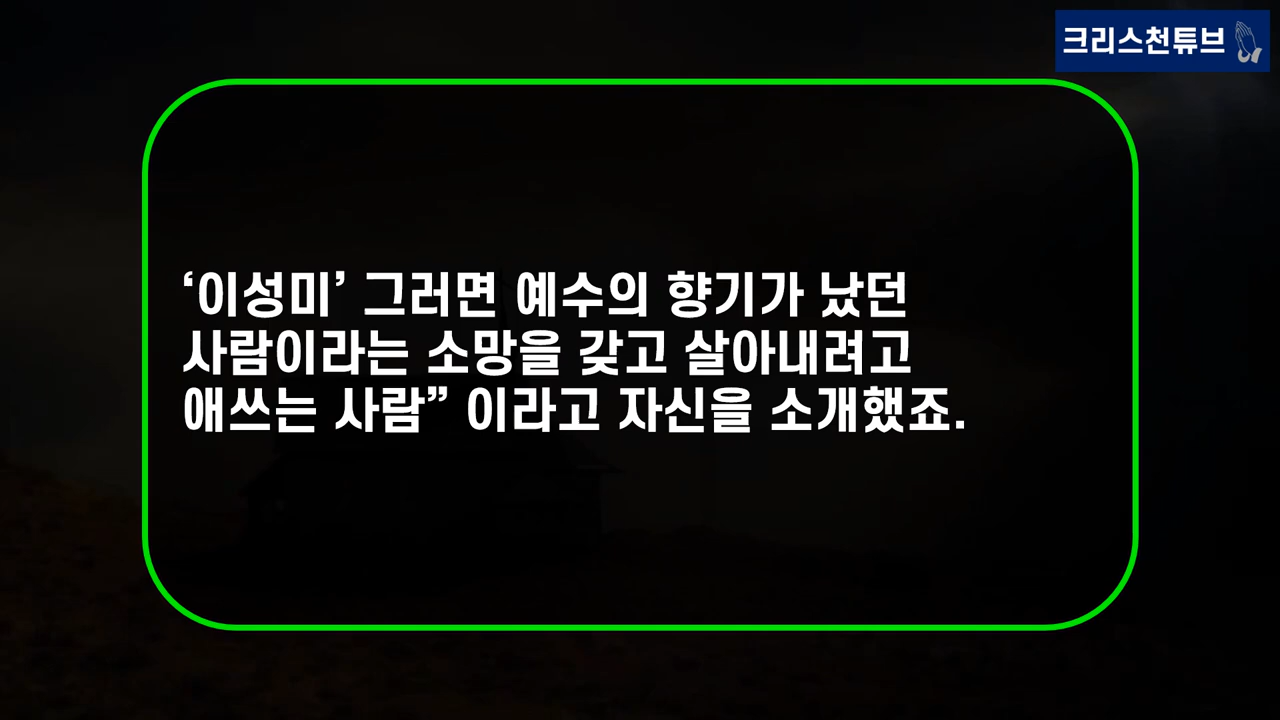 크리스천튜브
‘이성미’ 그러면 예수의 향기가 났던
사람이라는 소망을 갖고 살아내려고
애쓰는 사람” 이라고 자신을 소개했죠.